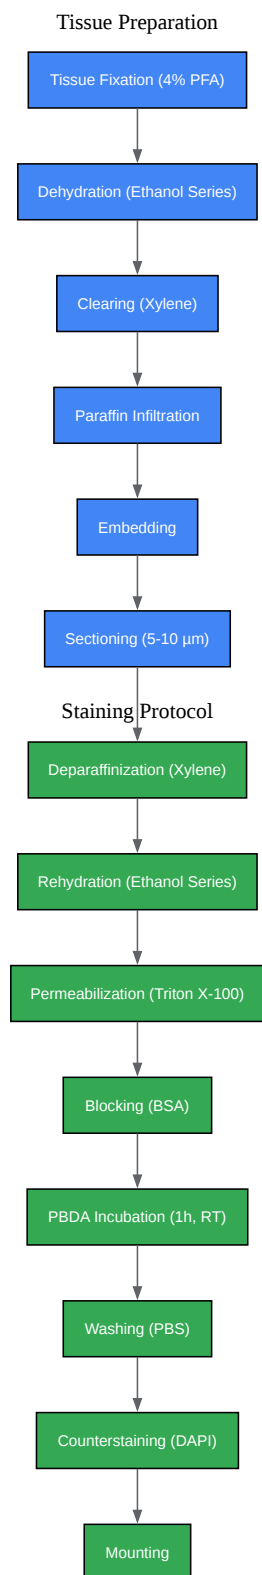 Tissue Preparation
Tissue Fixation (4% PFA)
Dehydration (Ethanol Series)
Clearing (Xylene)
Paraffin Infiltration
Embedding
Sectioning (5-10 µm)
Staining Protocol
Deparaffinization (Xylene)
Rehydration (Ethanol Series)
Permeabilization (Triton X-100)
Blocking (BSA)
PBDA Incubation (1h, RT)
Washing (PBS)
Counterstaining (DAPI)
Mounting